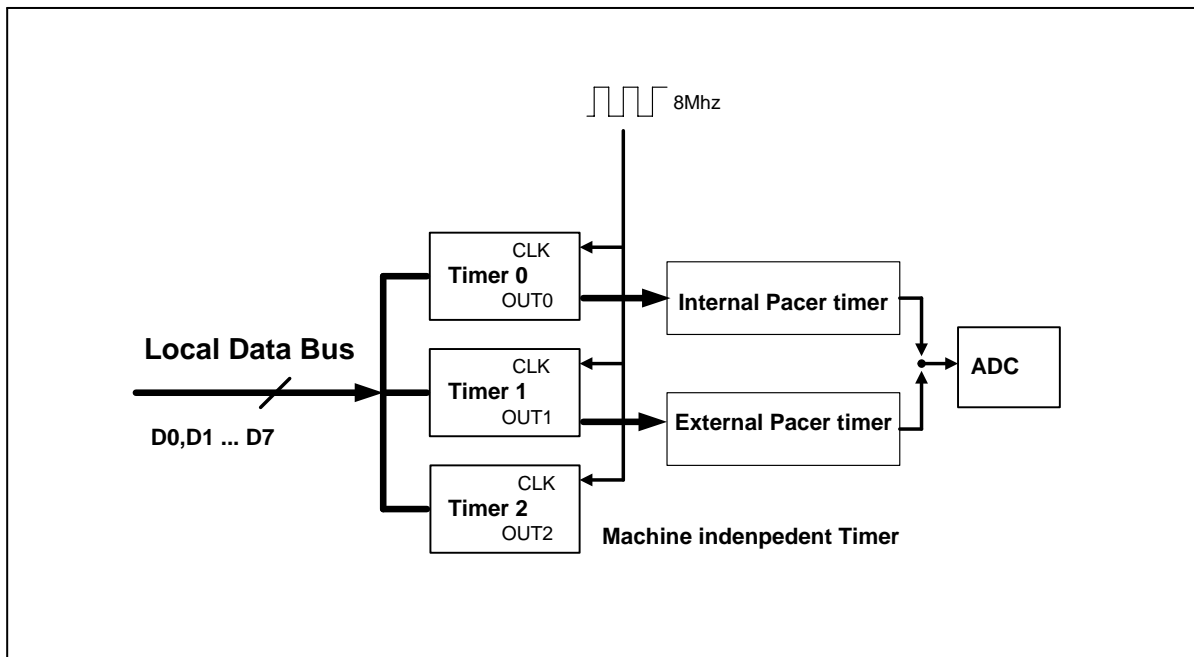 8Mhz
CLK
Timer 0
OUT0
Internal Pacer timer
Local Data Bus
CLK
Timer 1
OUT1
External Pacer timer
ADC
D0,D1 ... D7
CLK
Timer 2
OUT2
Machine indenpedent Timer